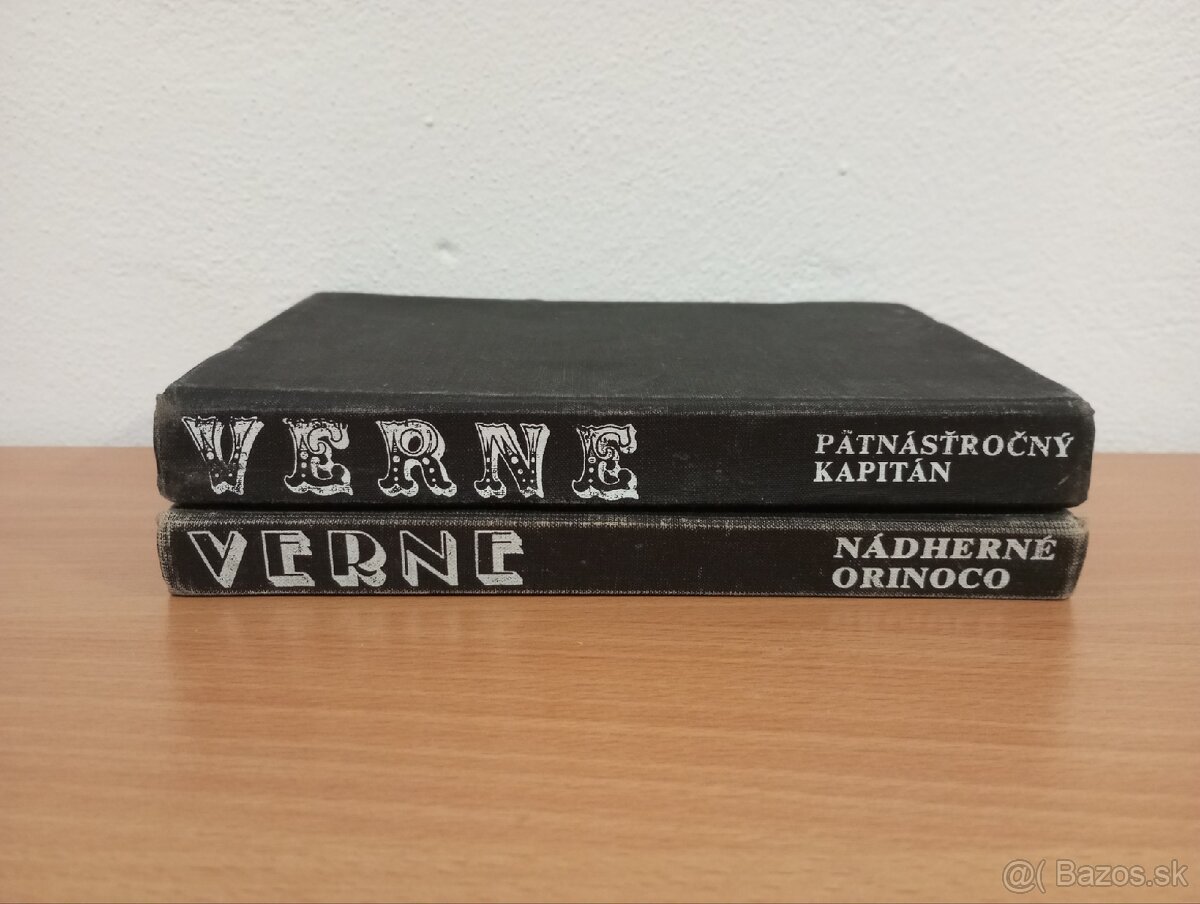 VERNE
PÄTNÁSŤROČNÝ
KAPITÁN
VERNE
NÁDHERNÉ
ORINOCO
@( Bazos.sk